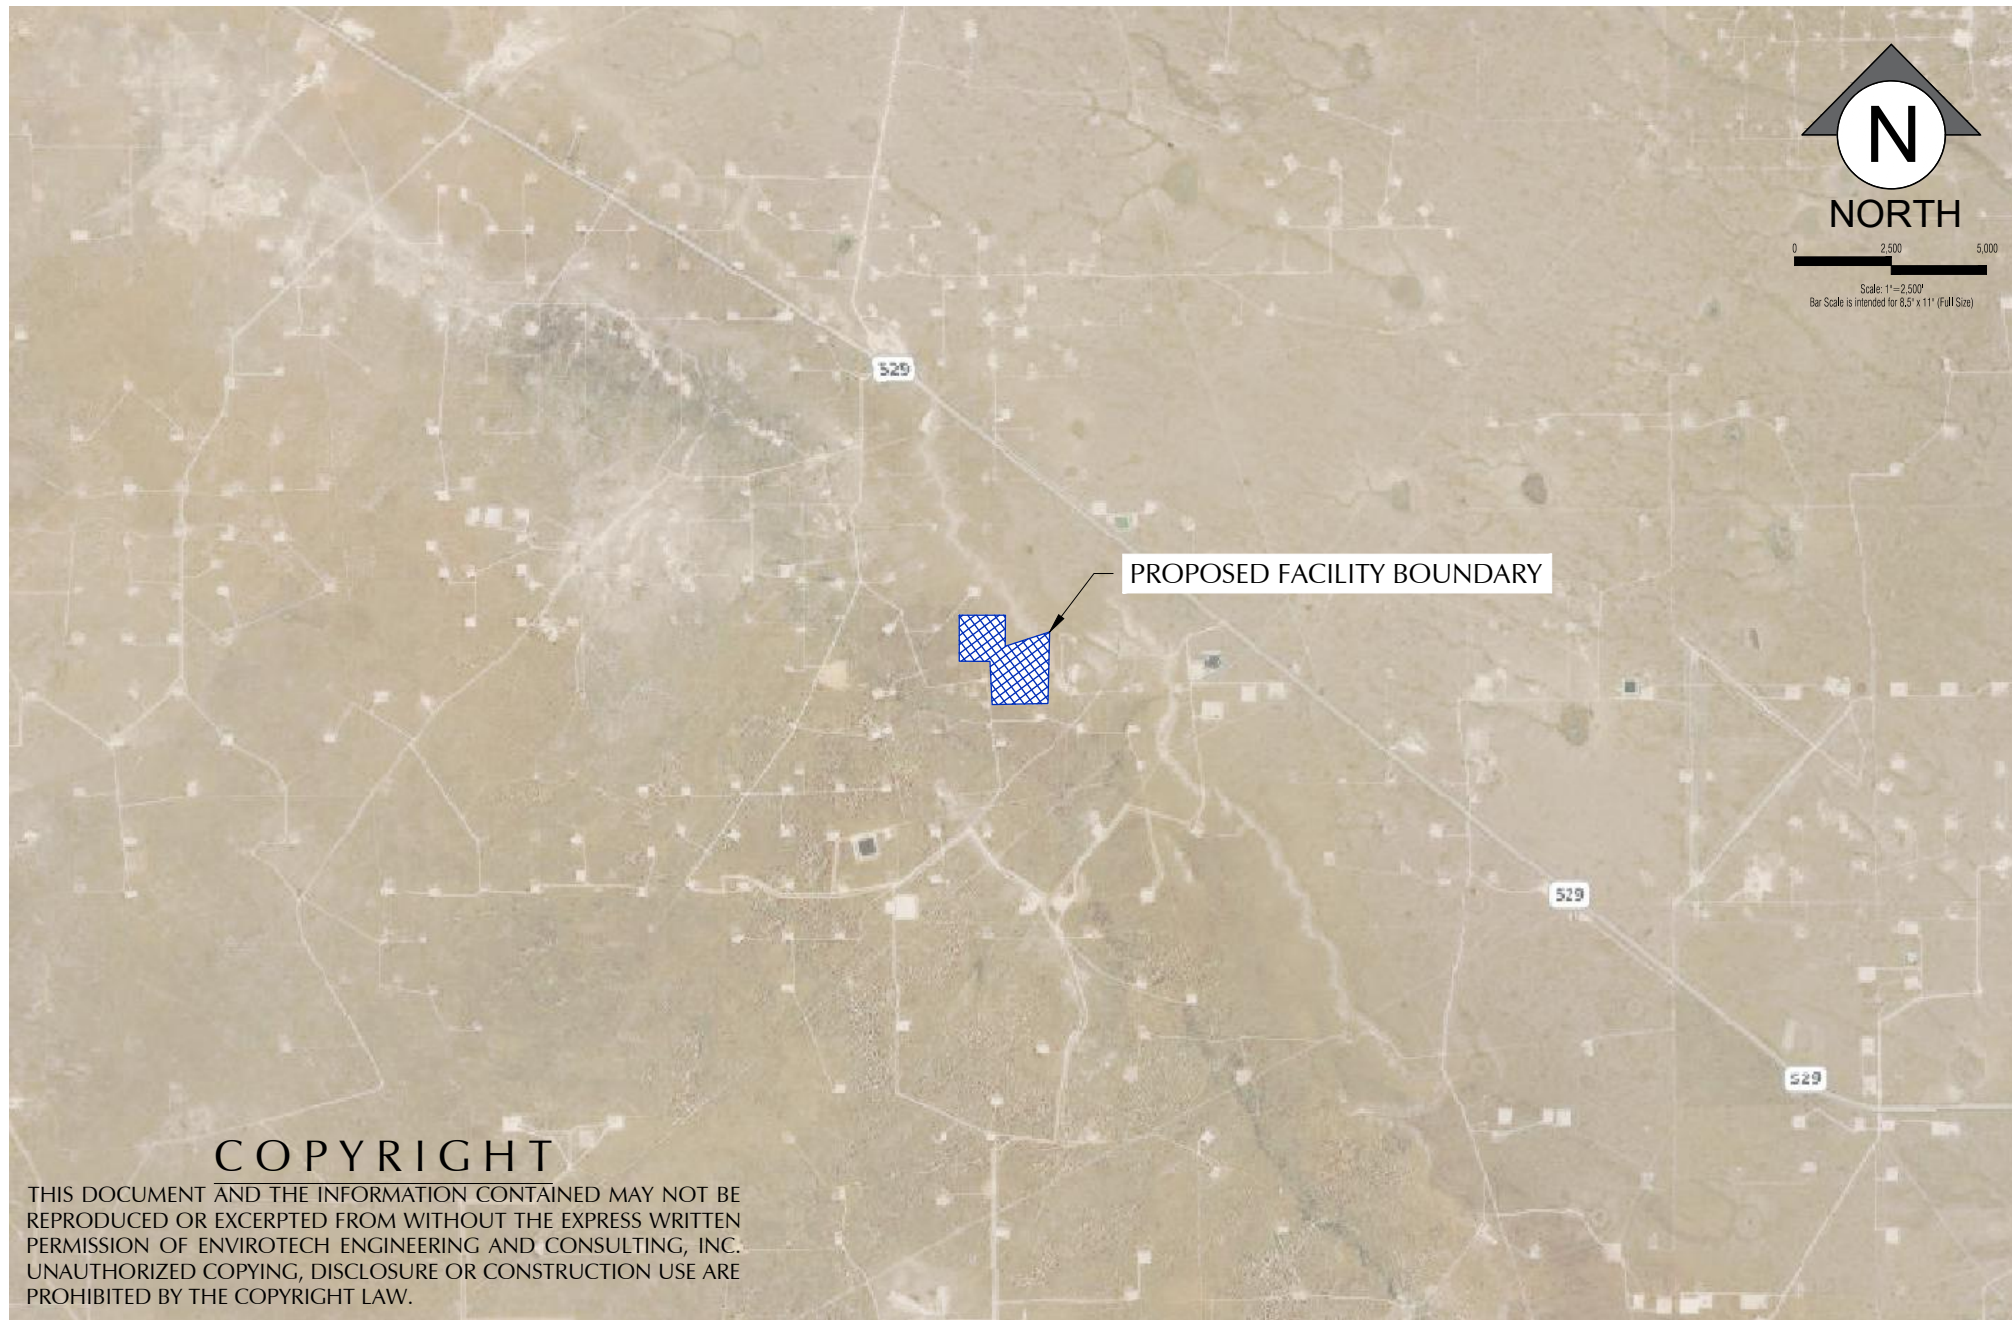 N
NORTH
0 2,500 5,000
Scale: 1"=2,500'
Bar Scale is intended for 8.5" x 11" (Full Size)
529
PROPOSED FACILITY BOUNDARY
529
529
COPYRIGHT
THIS DOCUMENT AND THE INFORMATION CONTAINED MAY NOT BE
REPRODUCED OR EXCERPTED FROM WITHOUT THE EXPRESS WRITTEN
PERMISSION OF ENVIROTECH ENGINEERING AND CONSULTING, INC.
UNAUTHORIZED COPYING, DISCLOSURE OR CONSTRUCTION USE ARE
PROHIBITED BY THE COPYRIGHT LAW.